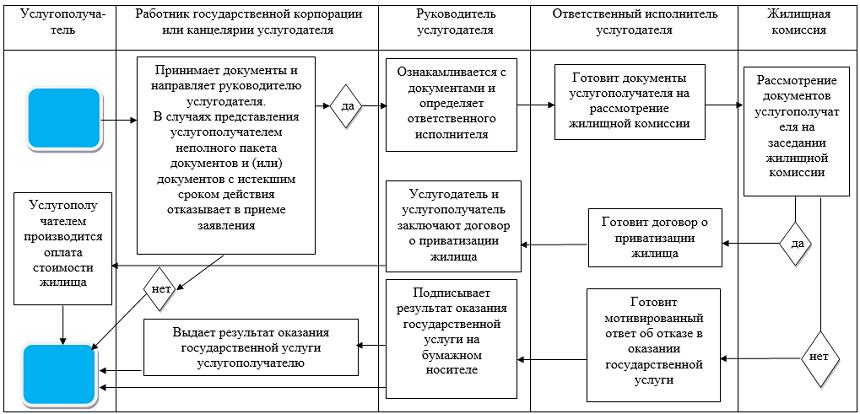 Услугополуча-
тель
Работник государственной корпорации
или канцелярии услугодателя
Руководитель
услугодателя
Ответственный исполнитель
услугодателя
Жилищная
комиссия
Принимает документы и
направляет руководителю
услугодателя.
В случаях представления
услугополучателем
неполного пакета
документов и (или)
документов с истекшим
сроком действия
отказывает в приеме
заявления
да
Ознакамливается с
документами и
определяет
ответственного
исполнителя
Готовит документы
услугополучателя на
рассмотрение
жилищной комиссии
Рассмотрение
документов
услугополучат
еля на
заседании
жилищной
комиссии
Услугополу
чателем
производится
оплата
стоимости
жилища
Услугодатель и
услугополучатель
заключают договор
о приватизации
жилища
Готовит договор о
приватизации
жилища
да
нет
Выдает результат оказания
государственной услуги
услугополучателю
Подписывает
результат оказания
государственной
услуги на
бумажном
носителе
Готовит
мотивированный
ответ об отказе в
оказании
государственной
услуги
нет